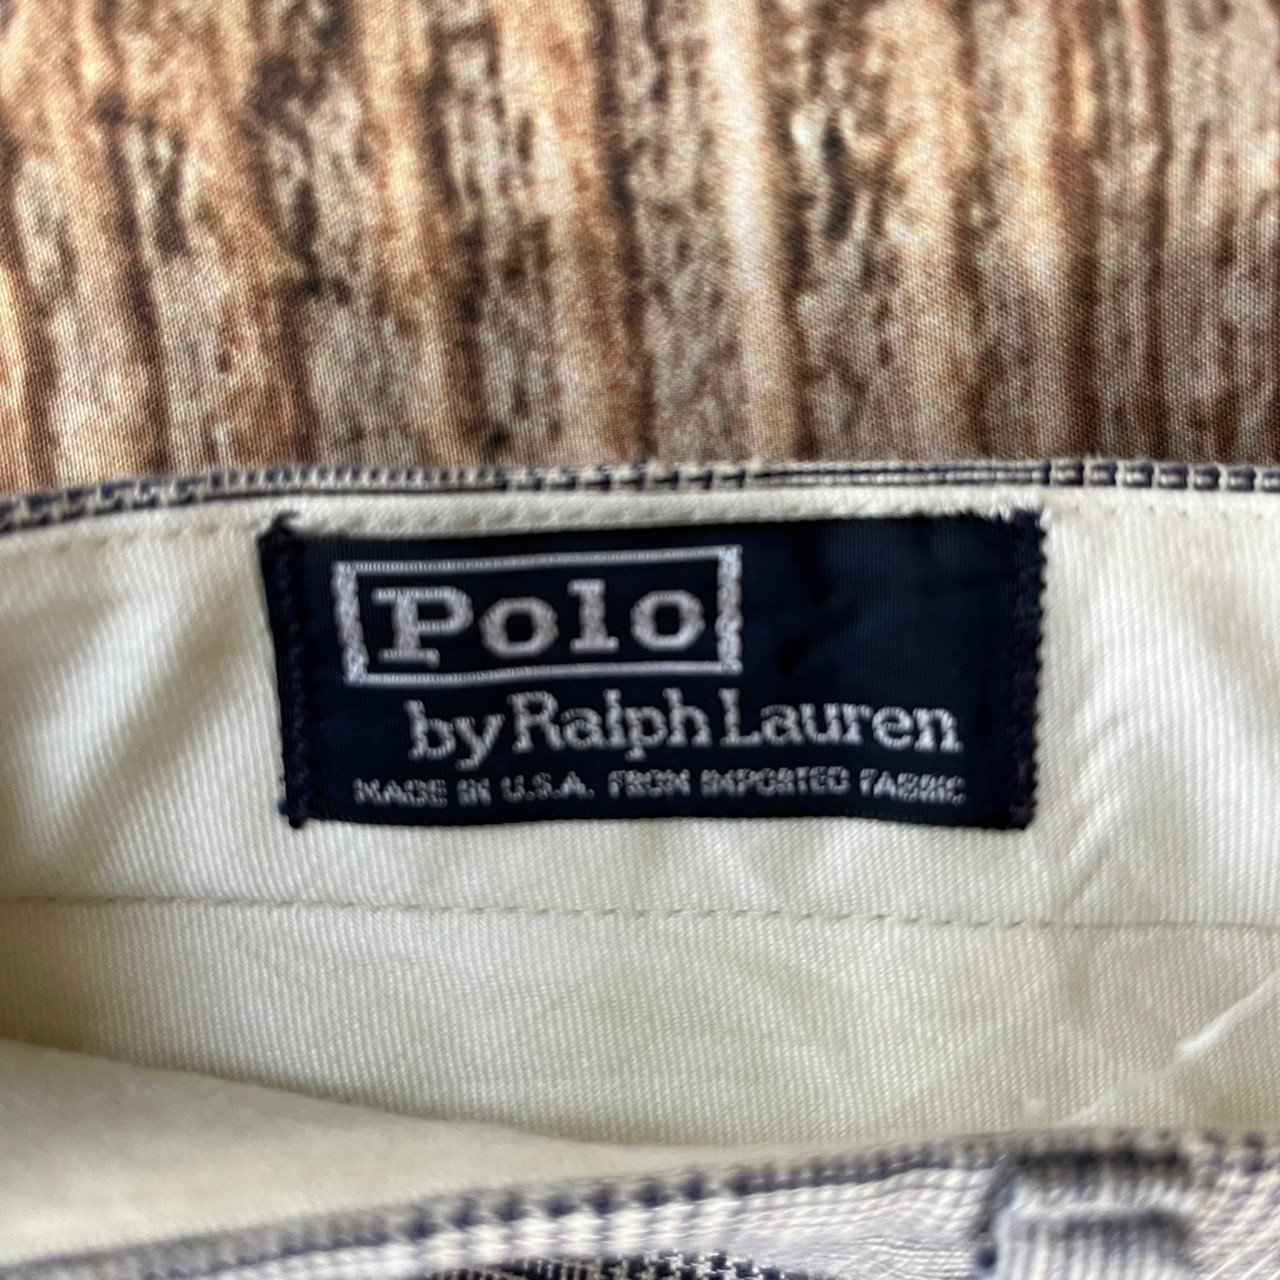 Polo
by Ralph Lauren
MADE IN U.S.A. FROM IMPORTED FABRIC